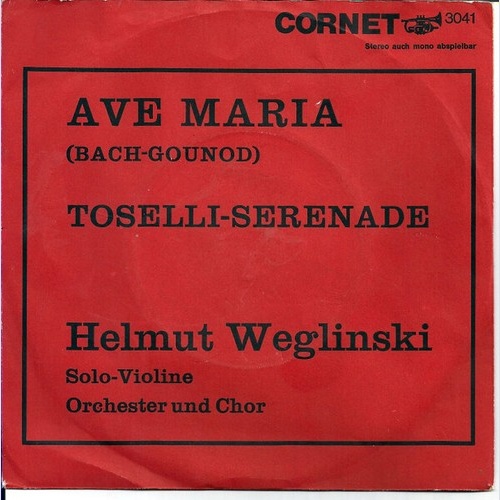 CORNET 3041
Stereo auch mono abspielbar
AVE MARIA
(BACH-GOUNOD)
TOSELLI-SERENADE
Helmut Weglinski
Solo-Violine
Orchester und Chor